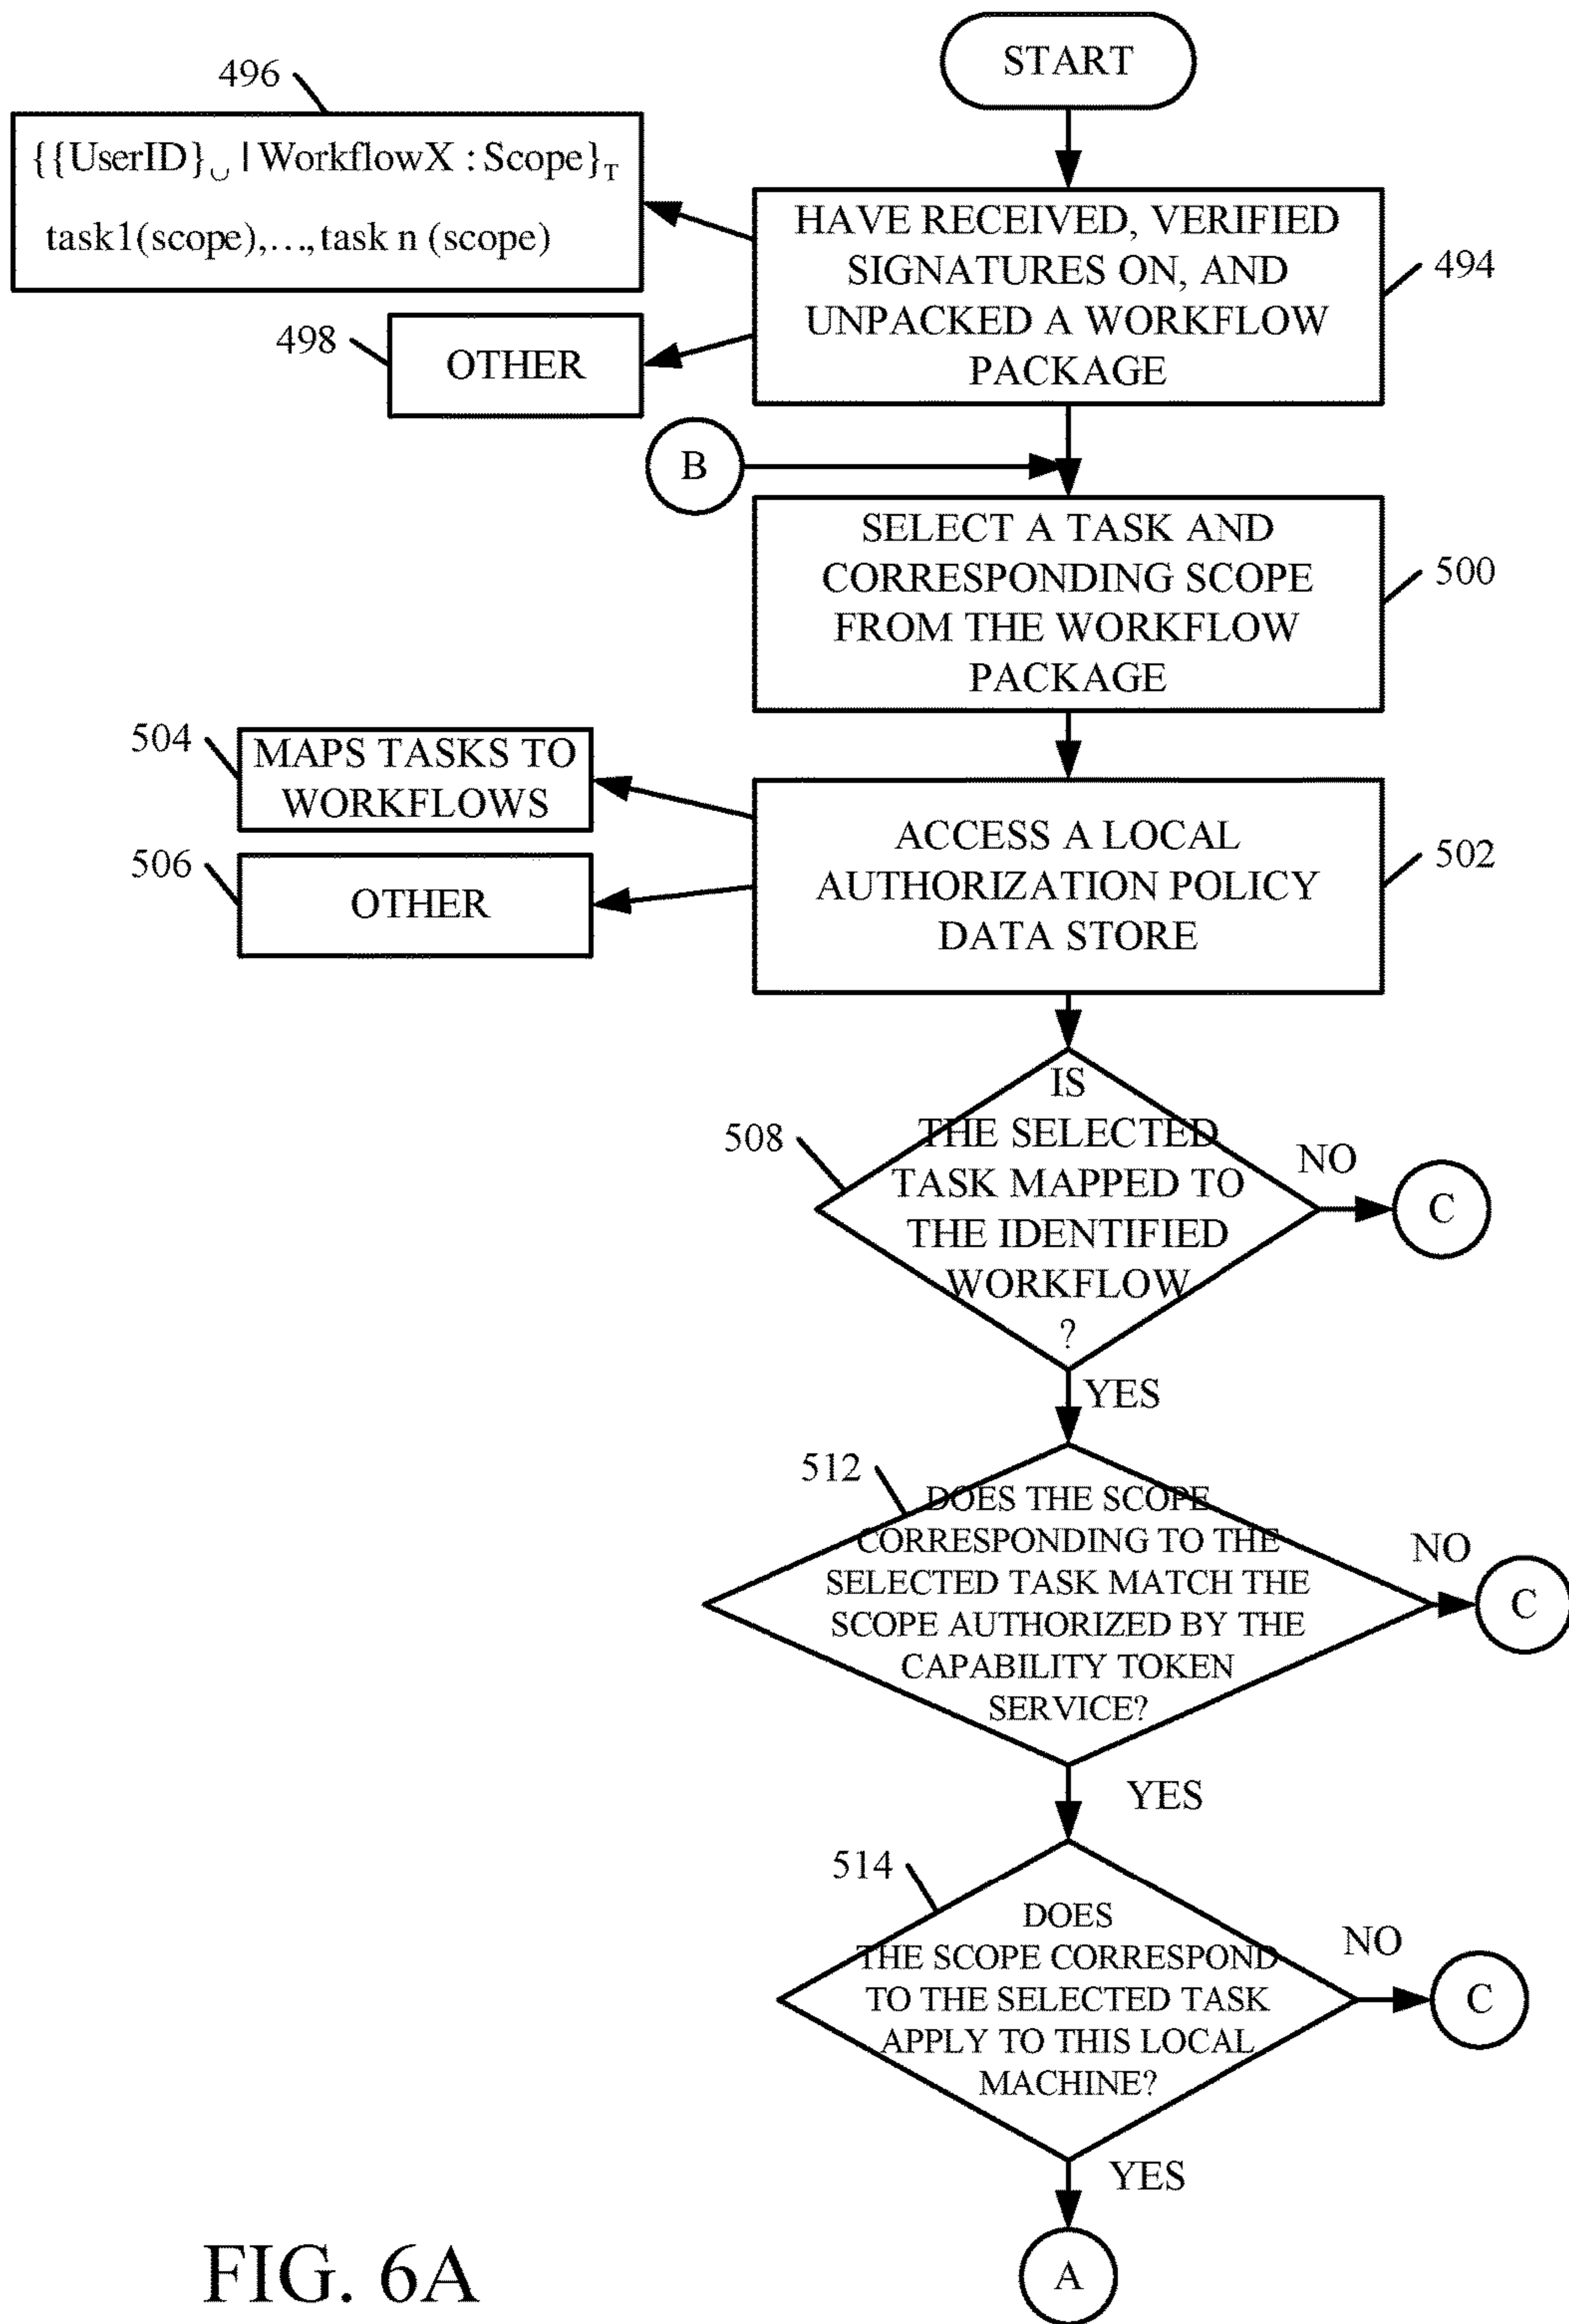 START
496
{{UserID}∪ | WorkflowX : Scope}T
task1(scope),...,task n (scope)
HAVE RECEIVED, VERIFIED
SIGNATURES ON, AND
UNPACKED A WORKFLOW
PACKAGE
494
498
OTHER
B
SELECT A TASK AND
CORRESPONDING SCOPE
FROM THE WORKFLOW
PACKAGE
500
504
MAPS TASKS TO
WORKFLOWS
506
OTHER
ACCESS A LOCAL
AUTHORIZATION POLICY
DATA STORE
502
508
IS
THE SELECTED
TASK MAPPED TO
THE IDENTIFIED
WORKFLOW
?
NO
C
YES
512
DOES THE SCOPE
CORRESPONDING TO THE
SELECTED TASK MATCH THE
SCOPE AUTHORIZED BY THE
CAPABILITY TOKEN
SERVICE?
NO
C
YES
514
DOES
THE SCOPE CORRESPOND
TO THE SELECTED TASK
APPLY TO THIS LOCAL
MACHINE?
NO
C
YES
A
FIG. 6A